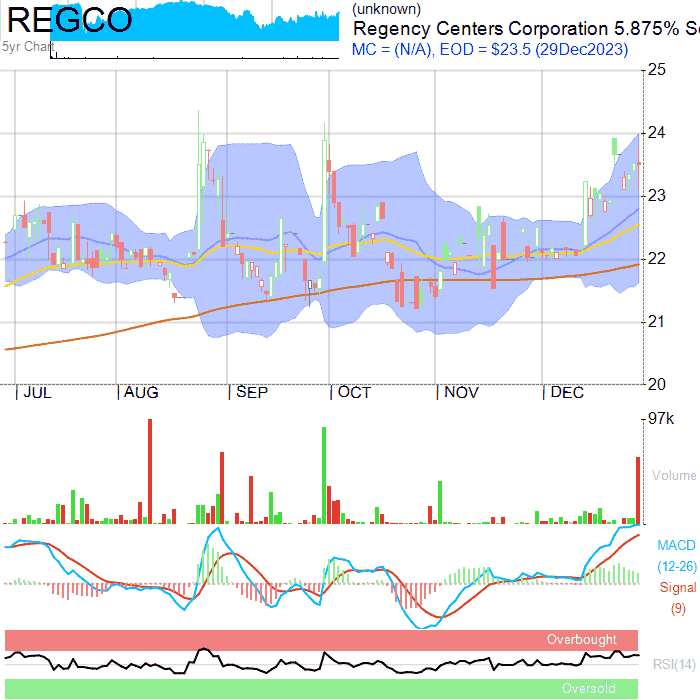 REGCO
5yr Chart
(unknown)
Regency Centers Corporation 5.875% S
MC = (N/A), EOD = $23.5 (29Dec2023)
25
24
23
22
21
20
JUL AUG SEP OCT NOV DEC
97k
Volume
MACD
(12-26)
Signal
(9)
Overbought
RSI(14)
Oversold